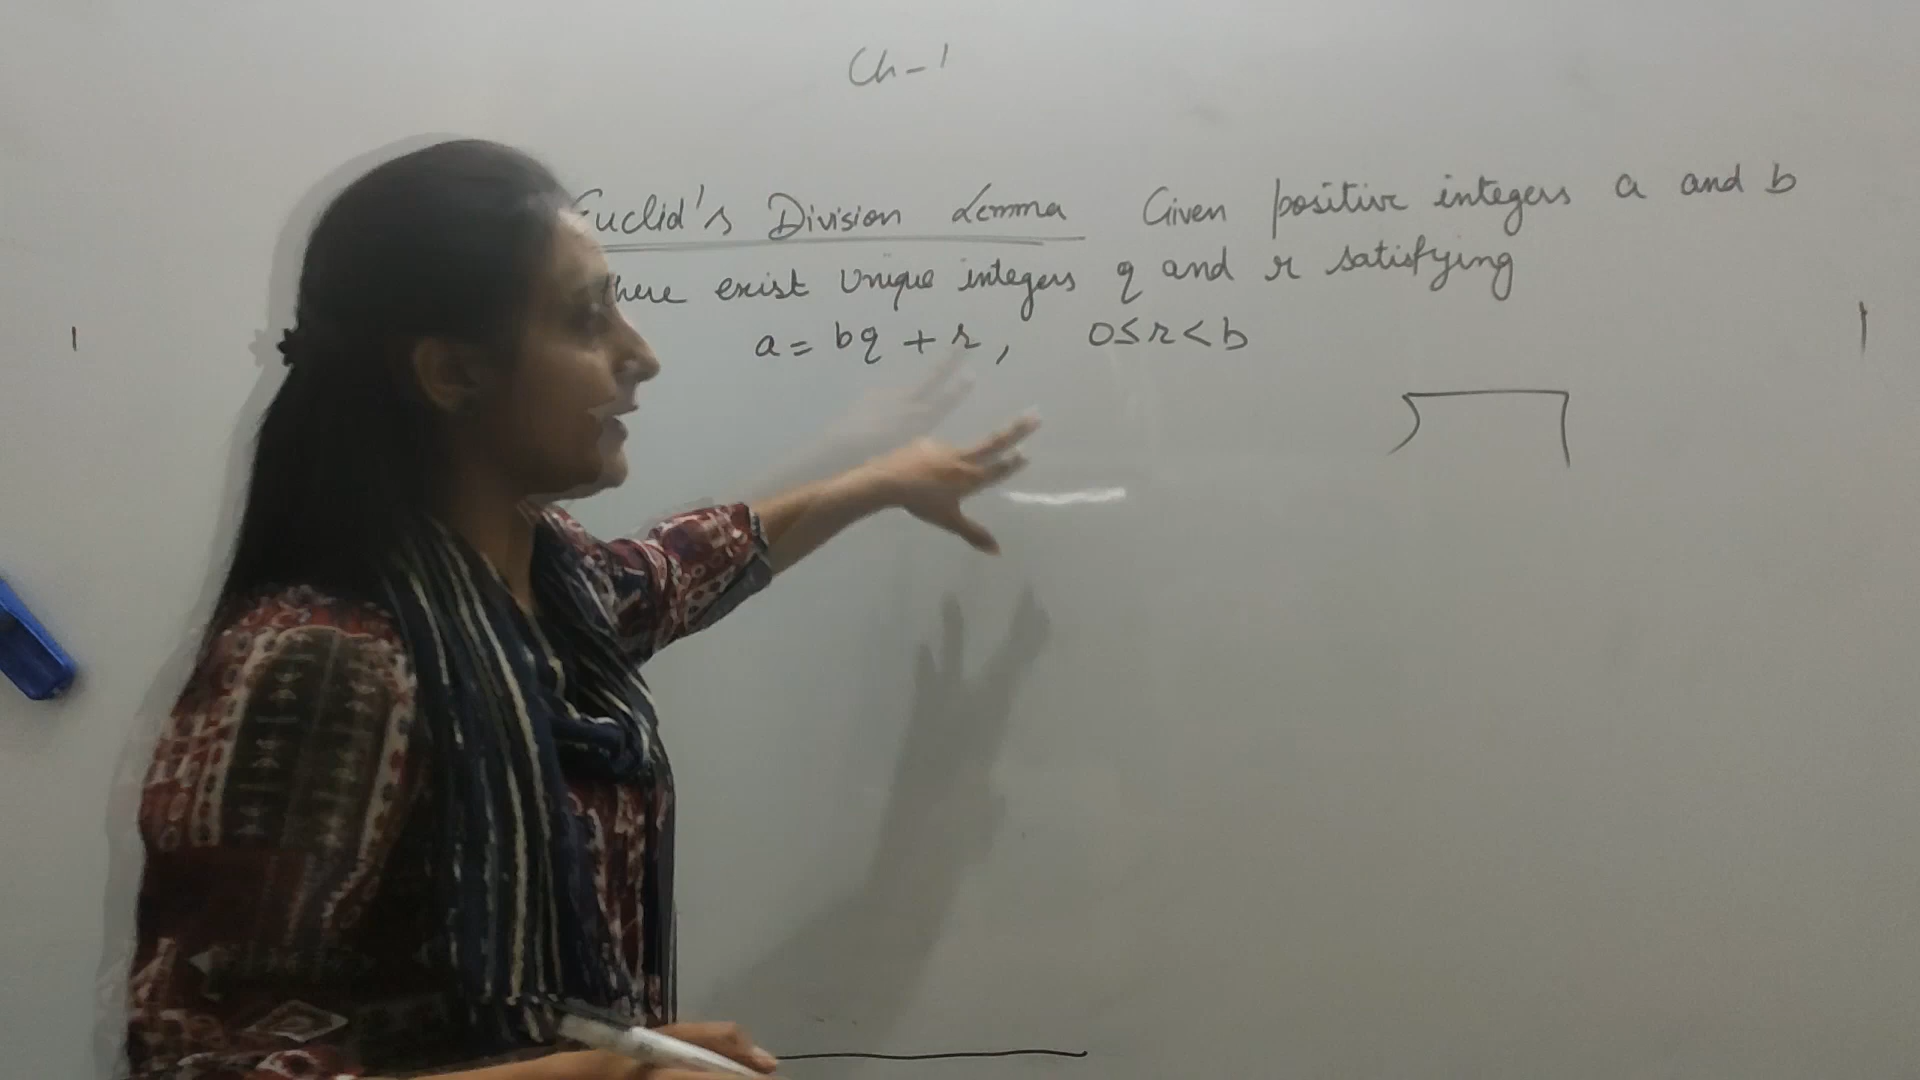 Ch-1
Euclid's Division Lemma Given positive integers a and b
there exist unique integers q and r satisfying
a = bq + r, 0≤r<b